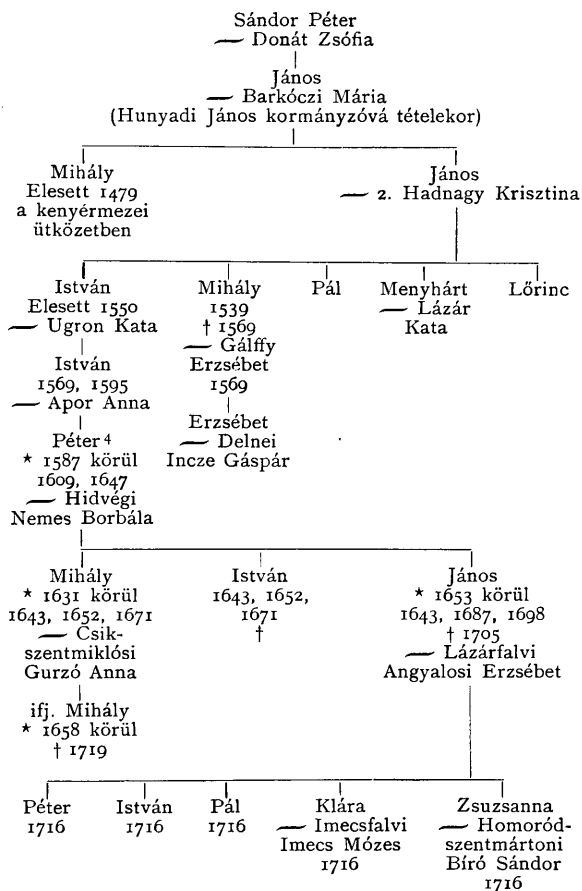 Sándor Péter
— Donát Zsófia
János
— Barkóczi Mária
(Hunyadi János kormányzóvá tételekor)
Mihály
Elesett 1479
a kenyérmezei
ütközetben
János
— 2. Hadnagy Krisztina
István
Elesett 1550
— Ugron Kata
Mihály
1539
† 1569
— Gálffy
Erzsébet
1569
Pál
Menyhárt
— Lázár
Kata
Lőrinc
István
1569, 1595
— Apor Anna
Erzsébet
— Delnei
Incze Gáspár
Péter 4
* 1587 körül
1609, 1647
— Hidvégi
Nemes Borbála
Mihály
* 1631 körül
1643, 1652, 1671
— Csik-
szentmiklósi
Gurzó Anna
István
1643, 1652,
1671
†
János
* 1653 körül
1643, 1687, 1698
† 1705
— Lázárfalvi
Angyalosi Erzsébet
ifj. Mihály
* 1658 körül
† 1719
Péter
1716
István
1716
Pál
1716
Klára
— Imecsfalvi
Imecs Mózes
1716
Zsuzsanna
— Homoród-
szentmártoni
Bíró Sándor
1716